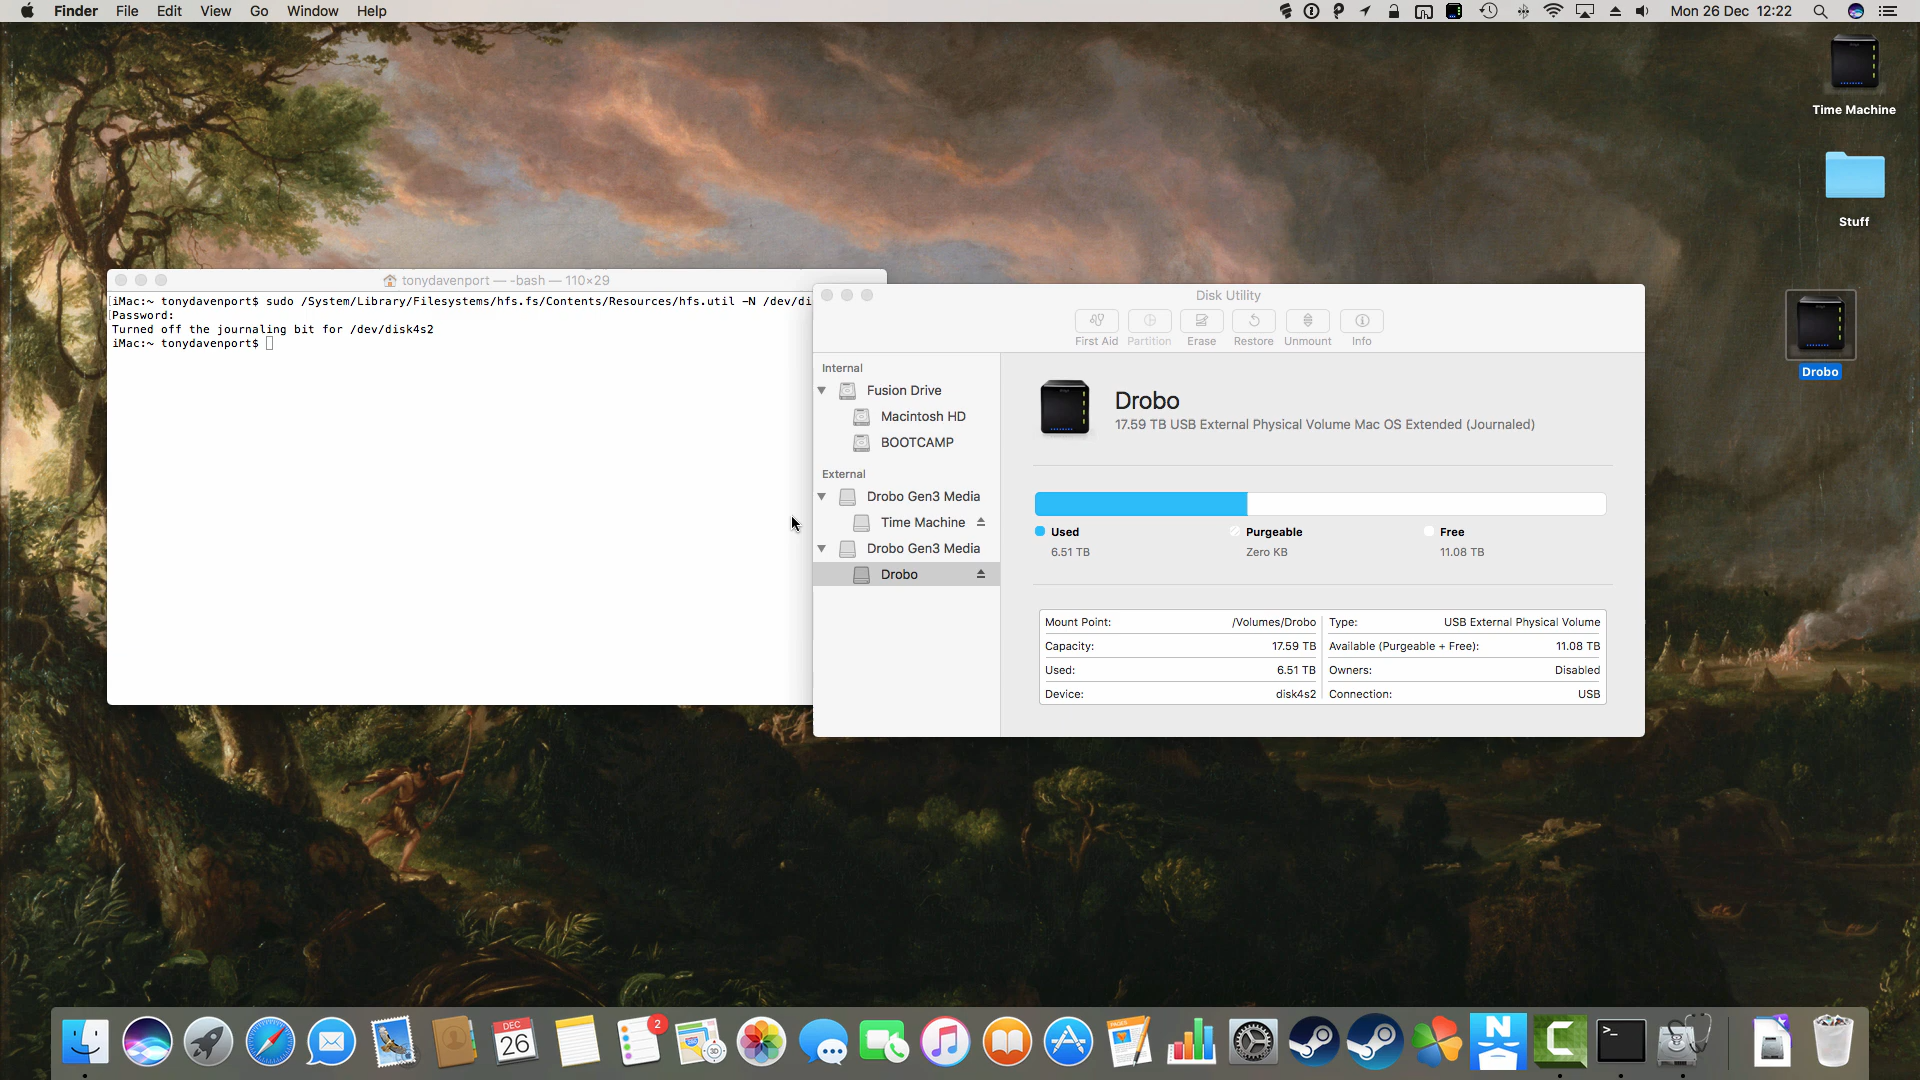 Finder File Edit View Go Window Help
Mon 26 Dec 12:22
Time Machine
Stuff
Drobo
tonydavenport — -bash — 110×29
iMac:~ tonydavenport$ sudo /System/Library/Filesystems/hfs.fs/Contents/Resources/hfs.util -N /dev/di
Password:
Turned off the journaling bit for /dev/disk4s2
iMac:~ tonydavenport$
Disk Utility
First Aid Partition Erase Restore Unmount Info
Internal
Fusion Drive
Macintosh HD
BOOTCAMP
External
Drobo Gen3 Media
Time Machine
Drobo Gen3 Media
Drobo
Drobo
17.59 TB USB External Physical Volume Mac OS Extended (Journaled)
Used Purgeable Free
6.51 TB Zero KB 11.08 TB
Mount Point: /Volumes/Drobo Type: USB External Physical Volume
Capacity: 17.59 TB Available (Purgeable + Free): 11.08 TB
Used: 6.51 TB Owners: Disabled
Device: disk4s2 Connection: USB
DEC
26
2
PAGES
280
3D
N
C
>_